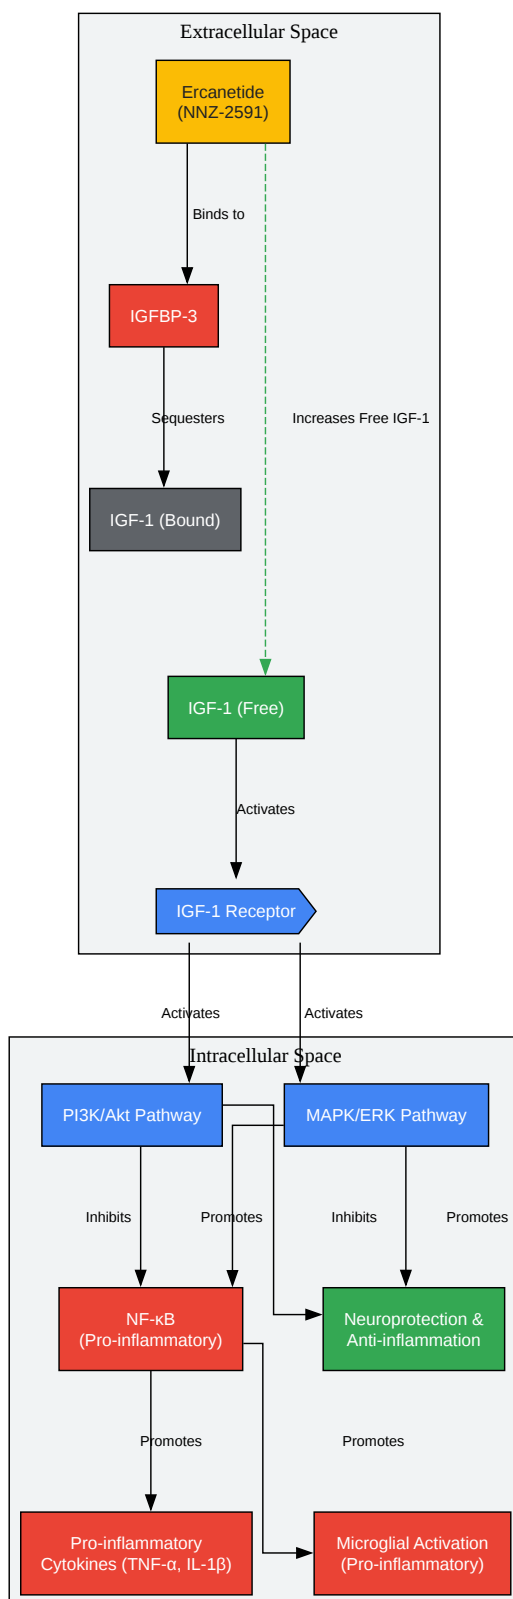 Extracellular Space
Ercanetide
(NNZ-2591)
Binds to
IGFBP-3
Sequesters
Increases Free IGF-1
IGF-1 (Bound)
IGF-1 (Free)
Activates
IGF-1 Receptor
Activates
Activates
Intracellular Space
PI3K/Akt Pathway
MAPK/ERK Pathway
Inhibits
Promotes
Inhibits
Promotes
NF-κB
(Pro-inflammatory)
Neuroprotection &
Anti-inflammation
Promotes
Promotes
Pro-inflammatory
Cytokines (TNF-α, IL-1β)
Microglial Activation
(Pro-inflammatory)